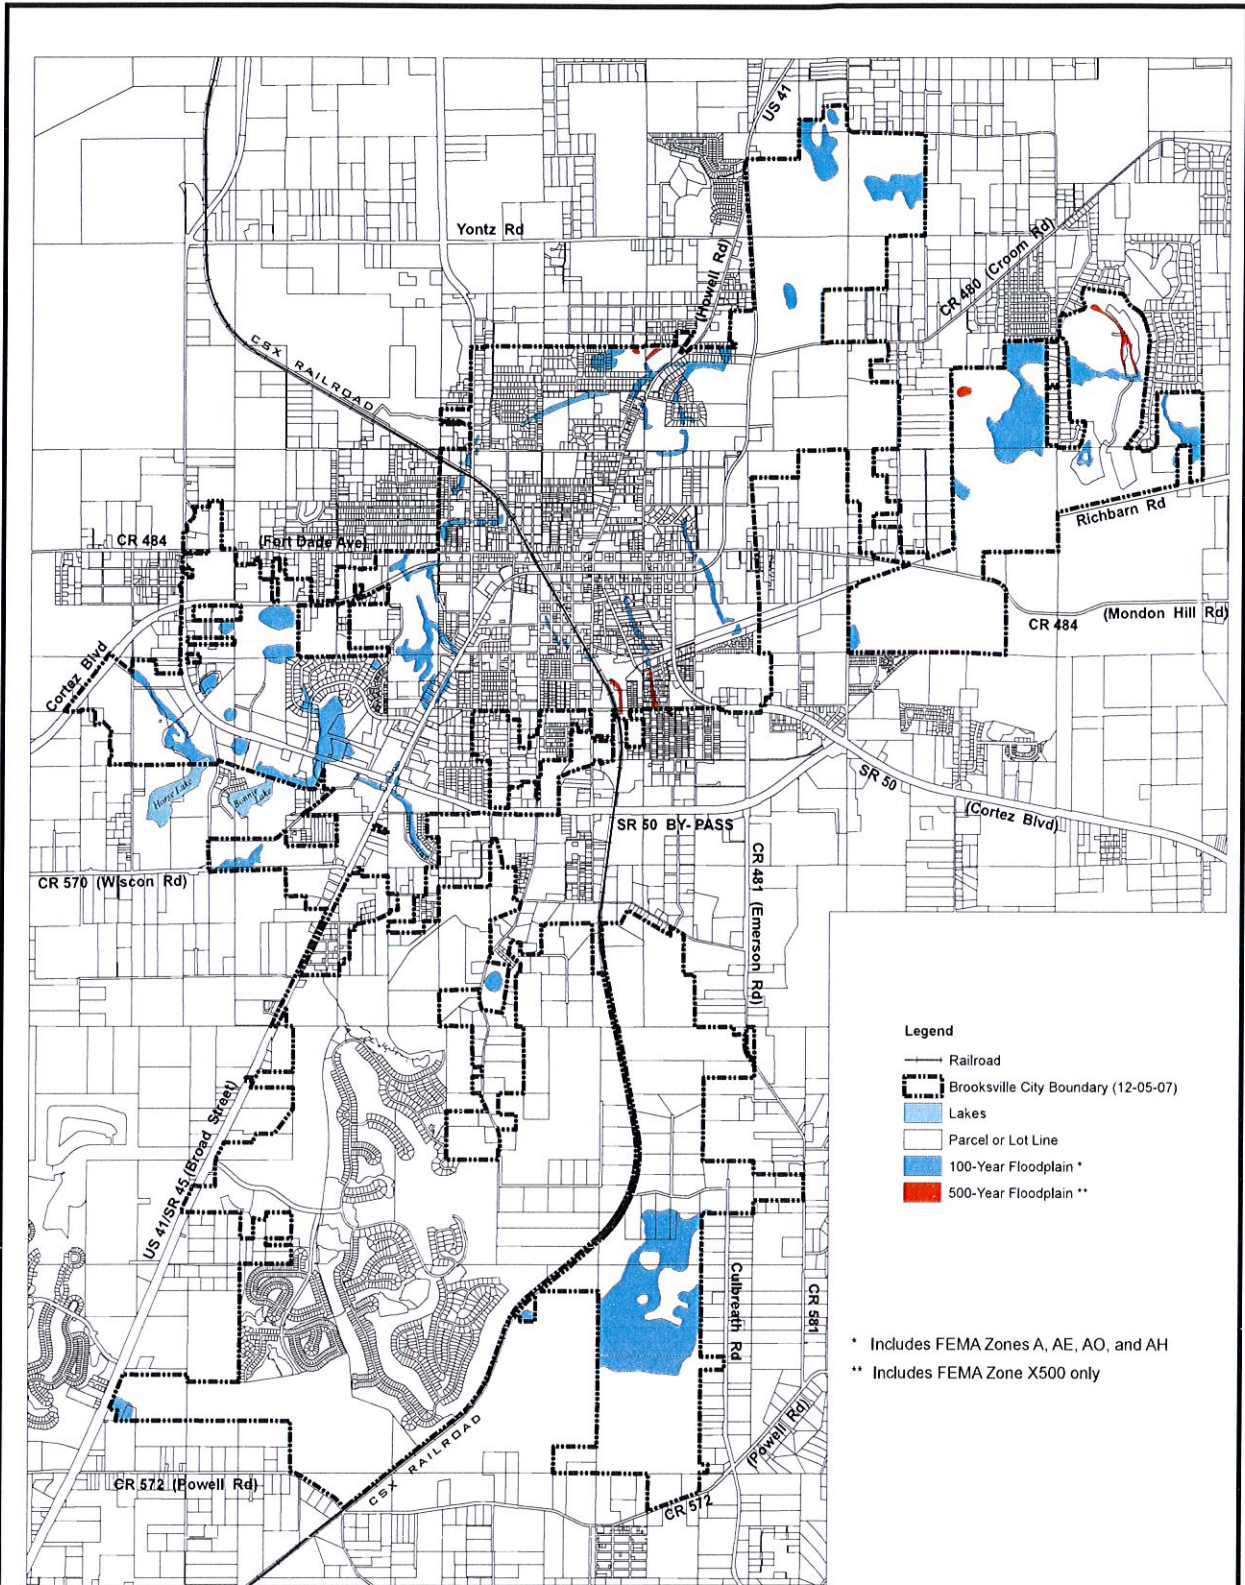 US 41
Yontz Rd
(Howell Rd)
CR 480 (Croom Rd)
CSX RAILROAD
Richbarn Rd
CR 484
(Fort Dade Ave)
(Mondon Hill Rd)
CR 484
Cortez Blvd
Horse Lake
Bonnie
Lake
SR 50
(Cortez Blvd)
SR 50 BY-PASS
CR 570 (Wiscon Rd)
CR 481 (Emerson Rd)
Legend
Railroad
Brooksville City Boundary (12-05-07)
Lakes
Parcel or Lot Line
100-Year Floodplain *
500-Year Floodplain **
US 41/SR 45 (Broad Street)
Culbreath Rd
CR 581
* Includes FEMA Zones A, AE, AO, and AH
** Includes FEMA Zone X500 only
(Powell Rd)
CSX RAILROAD
CR 572 (Powell Rd)
CR 572